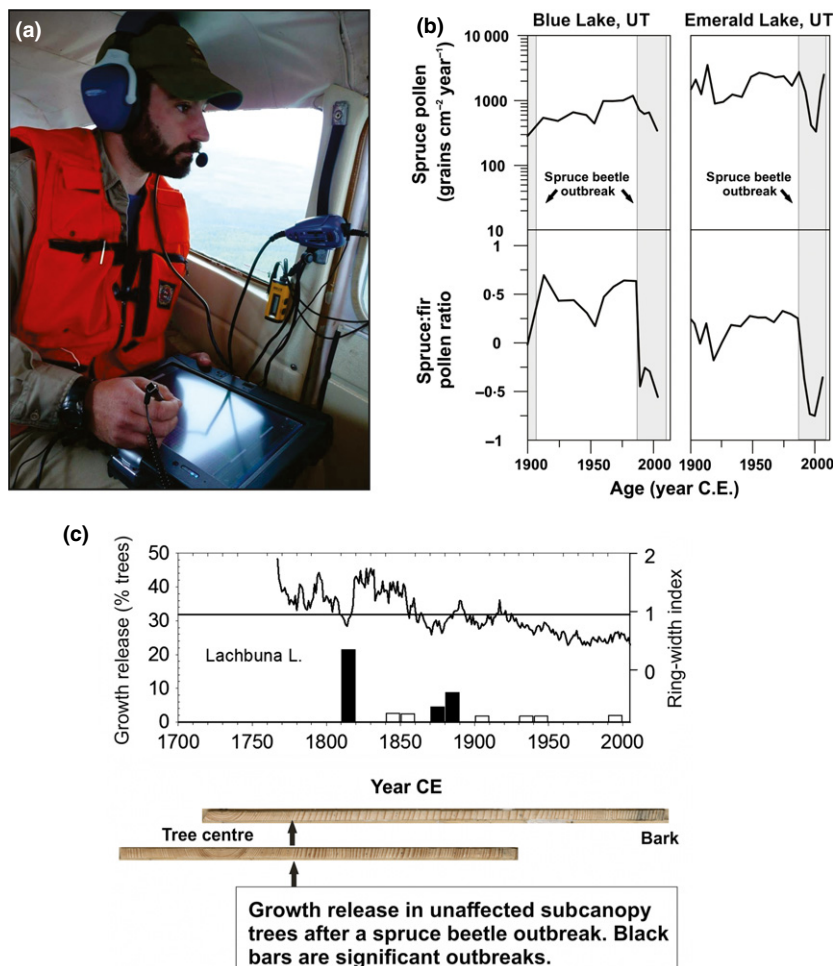 (a)
(b)
Blue Lake, UT
Emerald Lake, UT
Spruce pollen
(grains cm⁻² year⁻¹)
10 000
1000
100
10
Spruce beetle
outbreak
Spruce beetle
outbreak
Spruce:fir
pollen ratio
0·5
0
−0·5
−1
1900
1950
2000
1900
1950
2000
Age (year C.E.)
(c)
Growth release (% trees)
50
40
30
20
10
0
Lachbuna L.
2
1
0
Ring-width index
1700
1750
1800
1850
1900
1950
2000
Year CE
Tree centre
Bark
Growth release in unaffected subcanopy
trees after a spruce beetle outbreak. Black
bars are significant outbreaks.